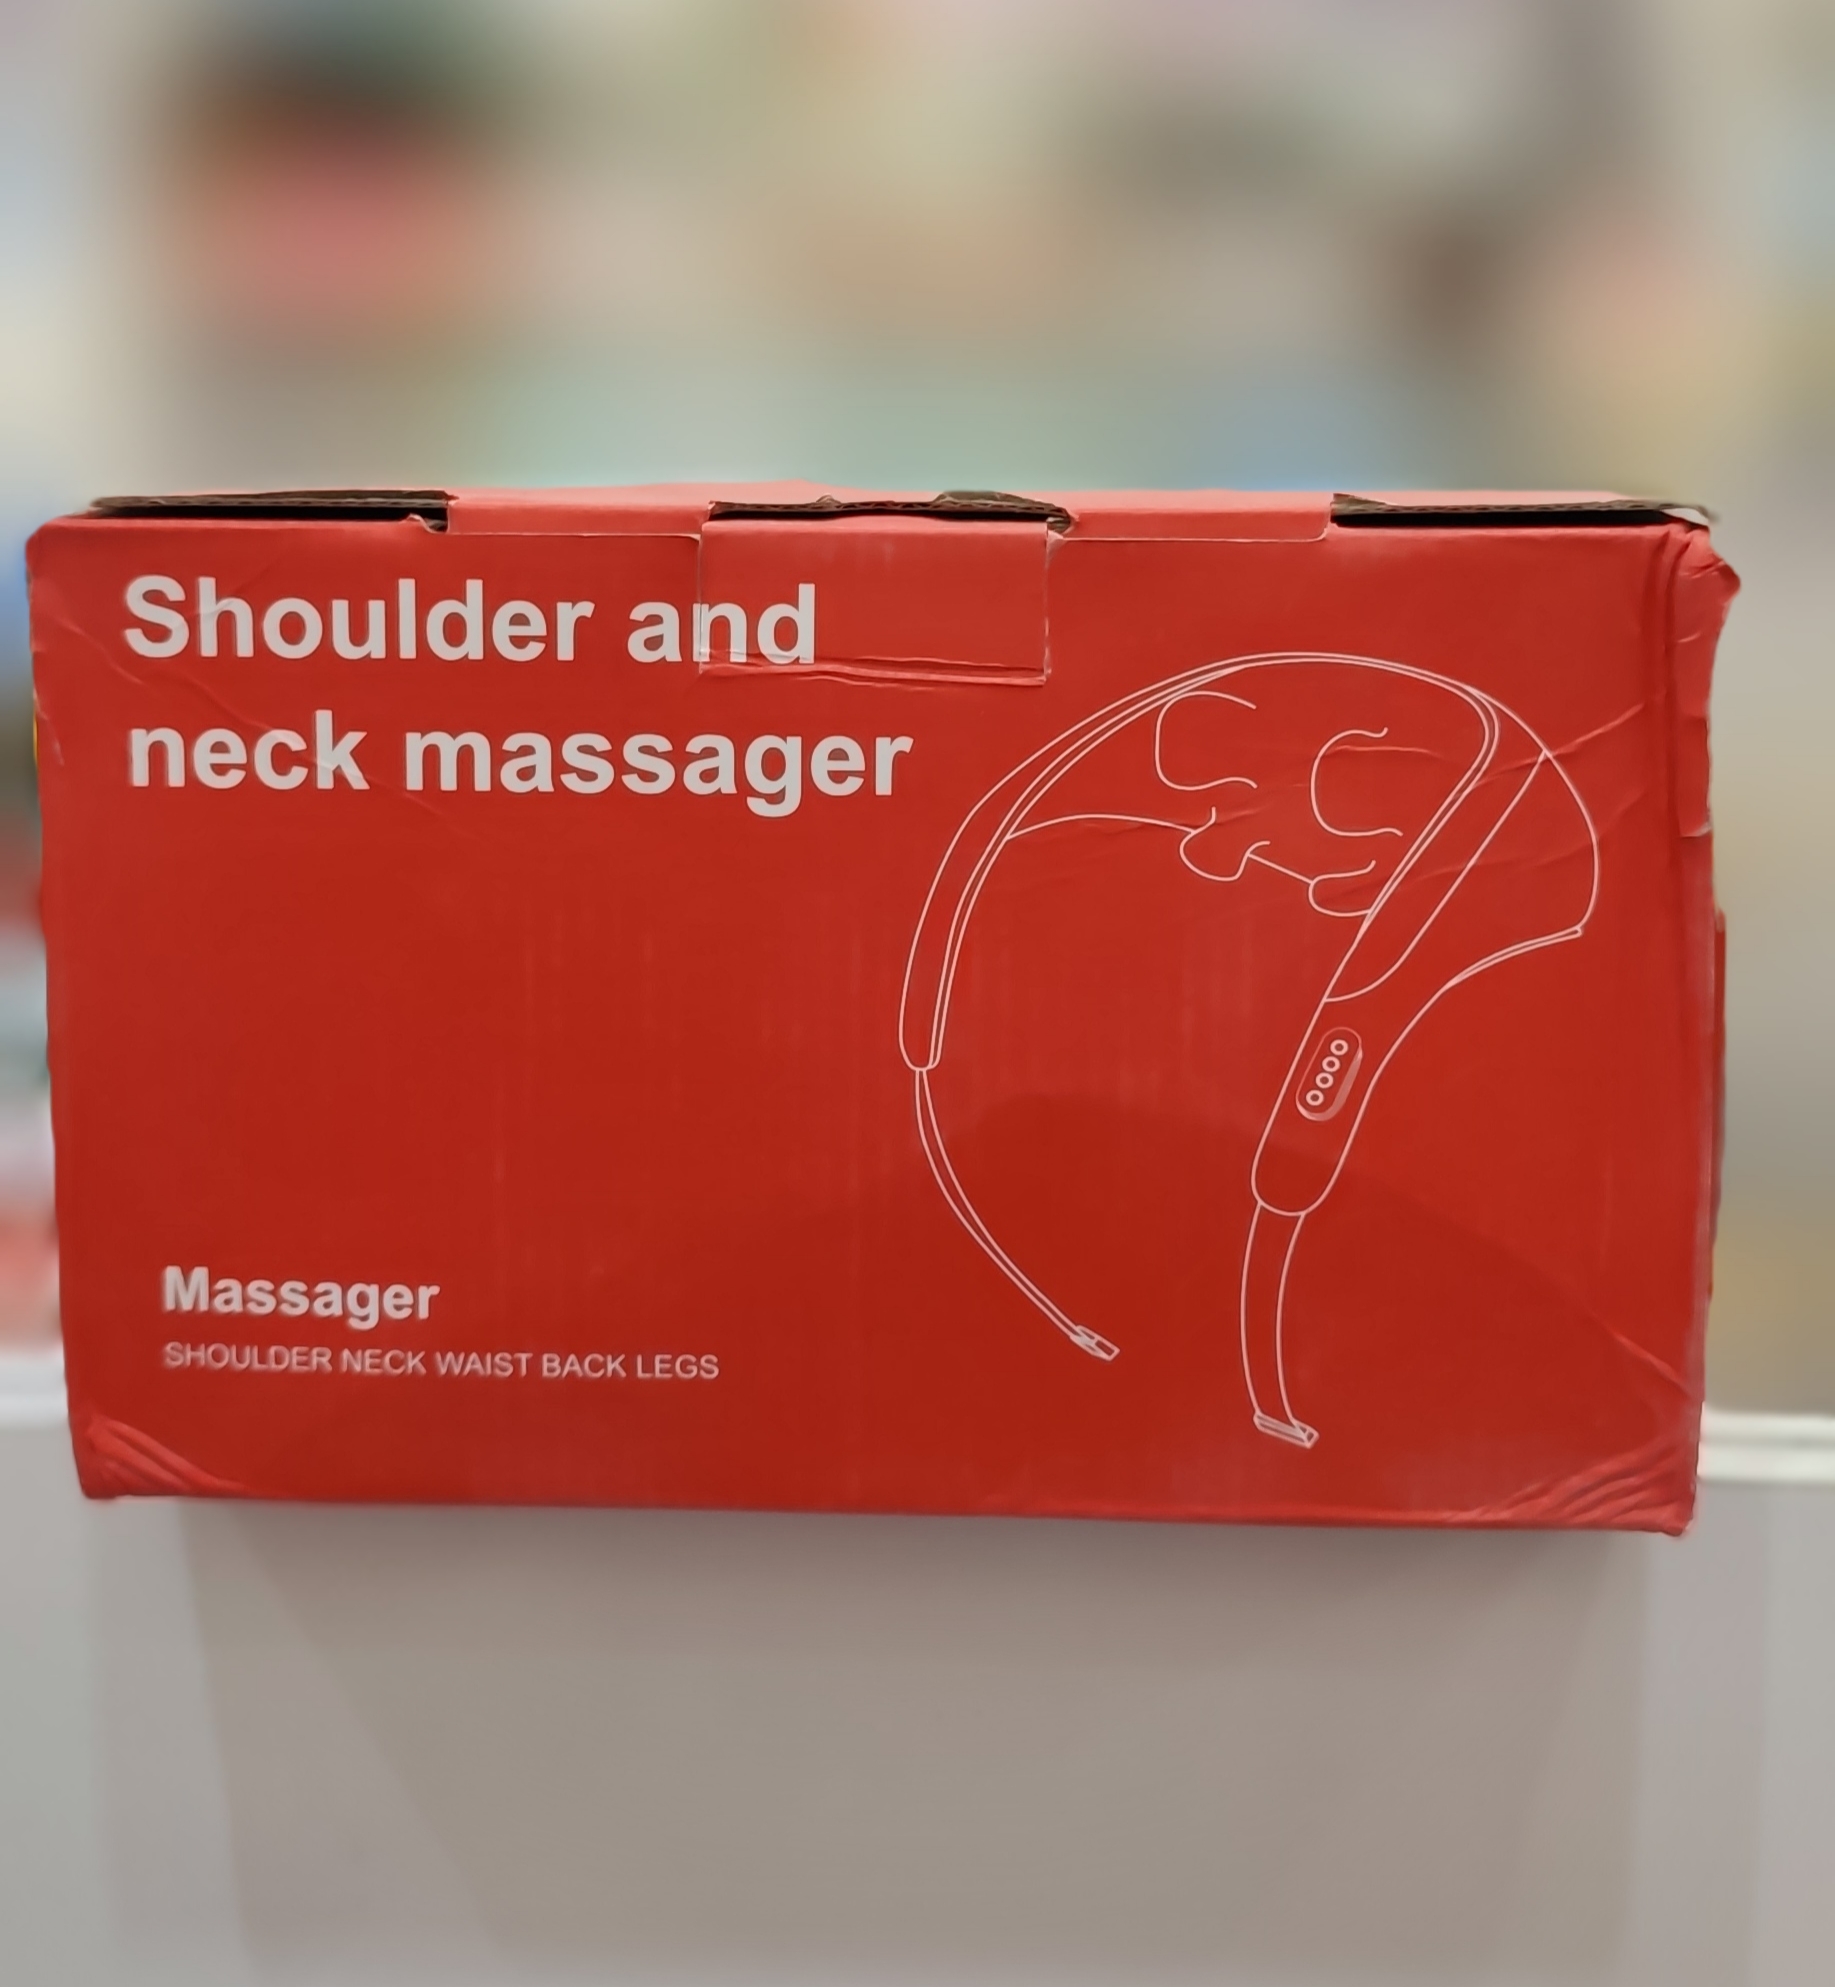 Shoulder and
neck massager
Massager
SHOULDER NECK WAIST BACK LEGS